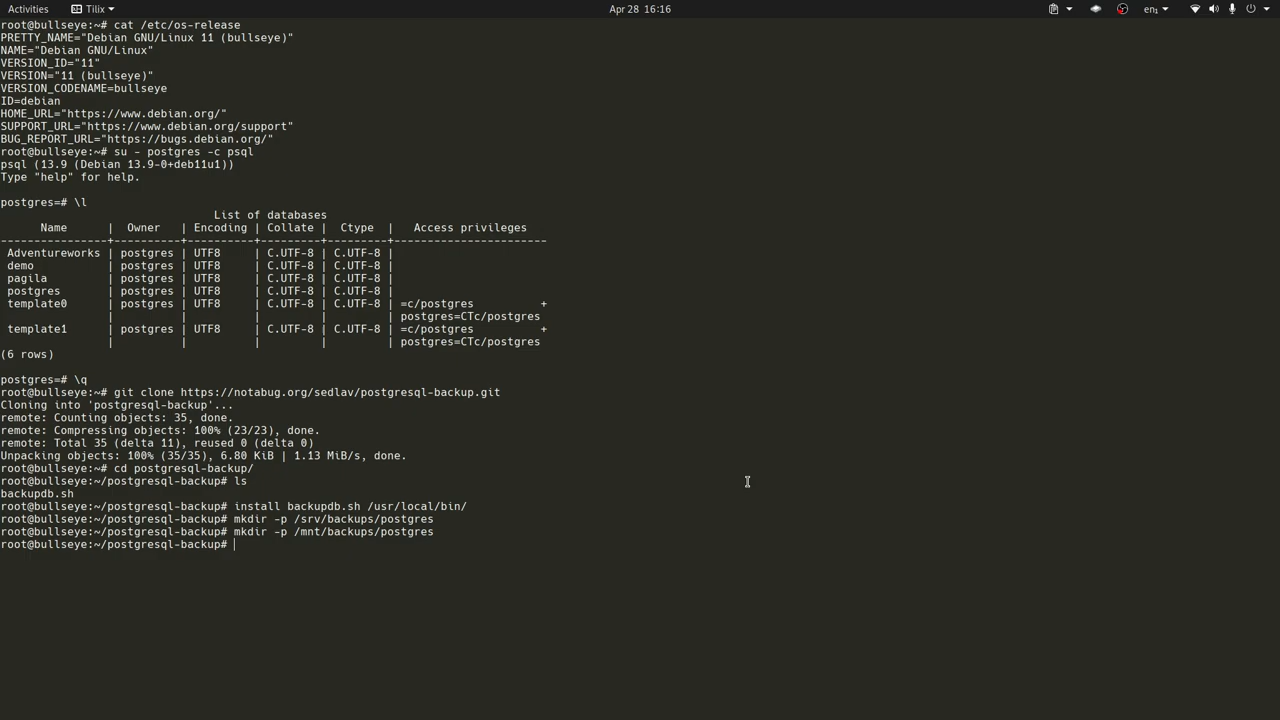 Activities Tilix Apr 28 16:16 en₁
root@bullseye:~# cat /etc/os-release
PRETTY_NAME="Debian GNU/Linux 11 (bullseye)"
NAME="Debian GNU/Linux"
VERSION_ID="11"
VERSION="11 (bullseye)"
VERSION_CODENAME=bullseye
ID=debian
HOME_URL="https://www.debian.org/"
SUPPORT_URL="https://www.debian.org/support"
BUG_REPORT_URL="https://bugs.debian.org/"
root@bullseye:~# su - postgres -c psql
psql (13.9 (Debian 13.9-0+deb11u1))
Type "help" for help.
postgres=# \l
                                List of databases
      Name      |  Owner   | Encoding | Collate |  Ctype  |   Access privileges
----------------+----------+----------+---------+---------+-----------------------
 Adventureworks | postgres | UTF8     | C.UTF-8 | C.UTF-8 |
 demo           | postgres | UTF8     | C.UTF-8 | C.UTF-8 |
 pagila         | postgres | UTF8     | C.UTF-8 | C.UTF-8 |
 postgres       | postgres | UTF8     | C.UTF-8 | C.UTF-8 |
 template0      | postgres | UTF8     | C.UTF-8 | C.UTF-8 | =c/postgres          +
                |          |          |         |         | postgres=CTc/postgres
 template1      | postgres | UTF8     | C.UTF-8 | C.UTF-8 | =c/postgres          +
                |          |          |         |         | postgres=CTc/postgres
(6 rows)
postgres=# \q
root@bullseye:~# git clone https://notabug.org/sedlav/postgresql-backup.git
Cloning into 'postgresql-backup'...
remote: Counting objects: 35, done.
remote: Compressing objects: 100% (23/23), done.
remote: Total 35 (delta 11), reused 0 (delta 0)
Unpacking objects: 100% (35/35), 6.80 KiB | 1.13 MiB/s, done.
root@bullseye:~# cd postgresql-backup/
root@bullseye:~/postgresql-backup# ls
backupdb.sh
root@bullseye:~/postgresql-backup# install backupdb.sh /usr/local/bin/
root@bullseye:~/postgresql-backup# mkdir -p /srv/backups/postgres
root@bullseye:~/postgresql-backup# mkdir -p /mnt/backups/postgres
root@bullseye:~/postgresql-backup#